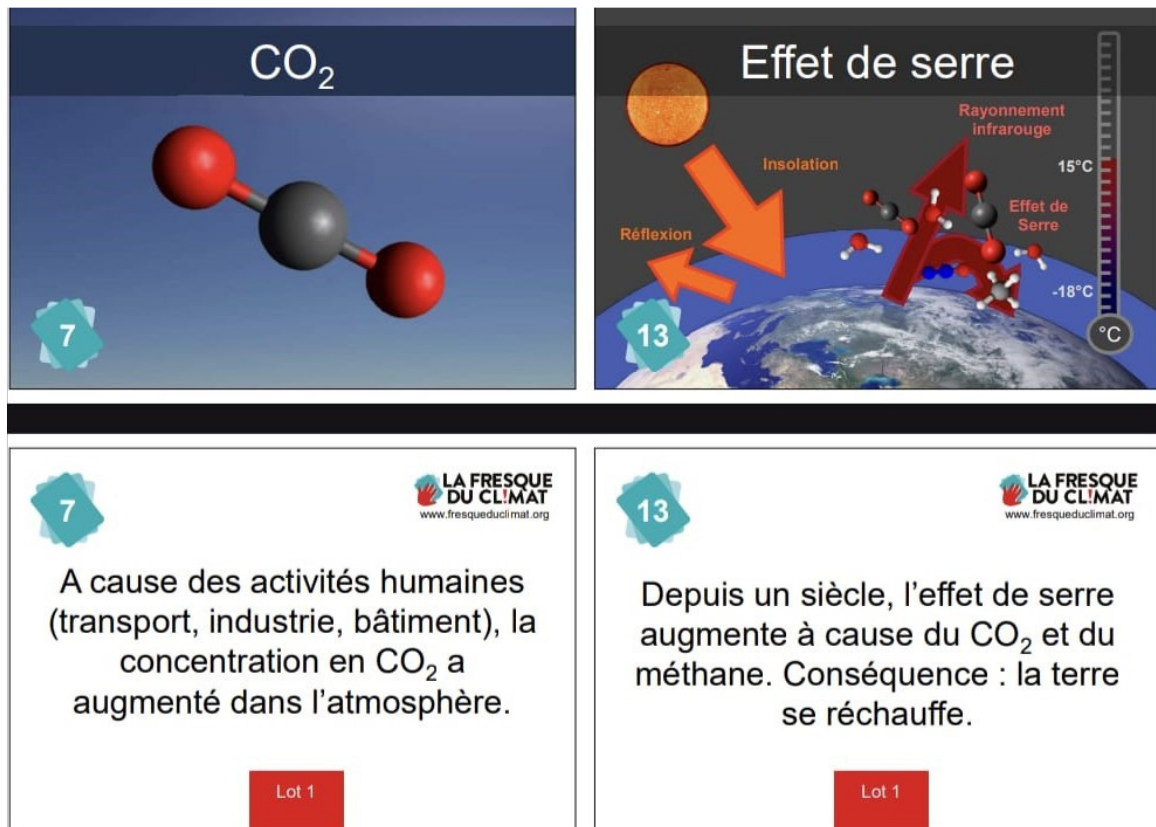 CO₂
7
Effet de serre
Rayonnement
infrarouge
15°C
Insolation
Effet de
Serre
Réflexion
-18°C
13
°C
7
LA FRESQUE
DU CL!MAT
www.fresqueduclimat.org
A cause des activités humaines
(transport, industrie, bâtiment), la
concentration en CO₂ a
augmenté dans l'atmosphère.
Lot 1
13
LA FRESQUE
DU CL!MAT
www.fresqueduclimat.org
Depuis un siècle, l'effet de serre
augmente à cause du CO₂ et du
méthane. Conséquence : la terre
se réchauffe.
Lot 1